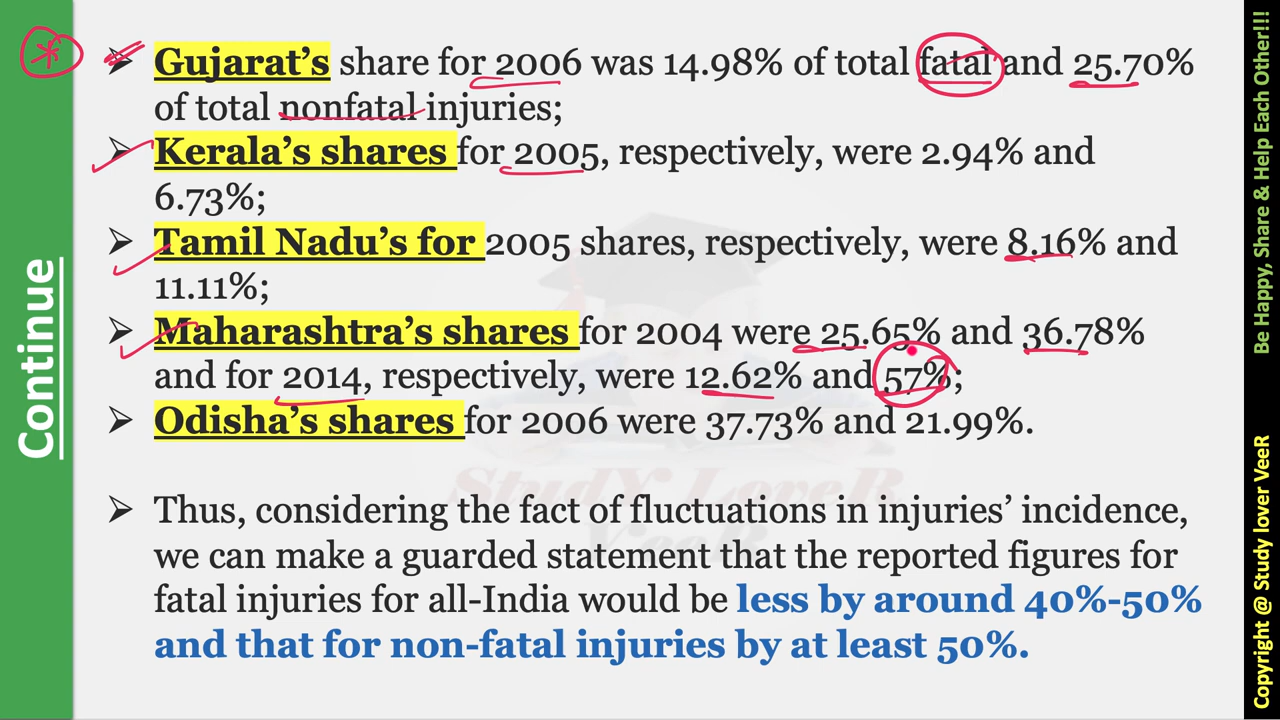 Continue
➢ Gujarat's share for 2006 was 14.98% of total fatal and 25.70%
of total nonfatal injuries;
➢ Kerala's shares for 2005, respectively, were 2.94% and
6.73%;
➢ Tamil Nadu's for 2005 shares, respectively, were 8.16% and
11.11%;
➢ Maharashtra's shares for 2004 were 25.65% and 36.78%
and for 2014, respectively, were 12.62% and 57%;
➢ Odisha's shares for 2006 were 37.73% and 21.99%.
➢ Thus, considering the fact of fluctuations in injuries' incidence,
we can make a guarded statement that the reported figures for
fatal injuries for all-India would be less by around 40%-50%
and that for non-fatal injuries by at least 50%.
StudY LoveR
VeeR
Be Happy, Share & Help Each Other!!!
Copyright @ Study lover VeeR